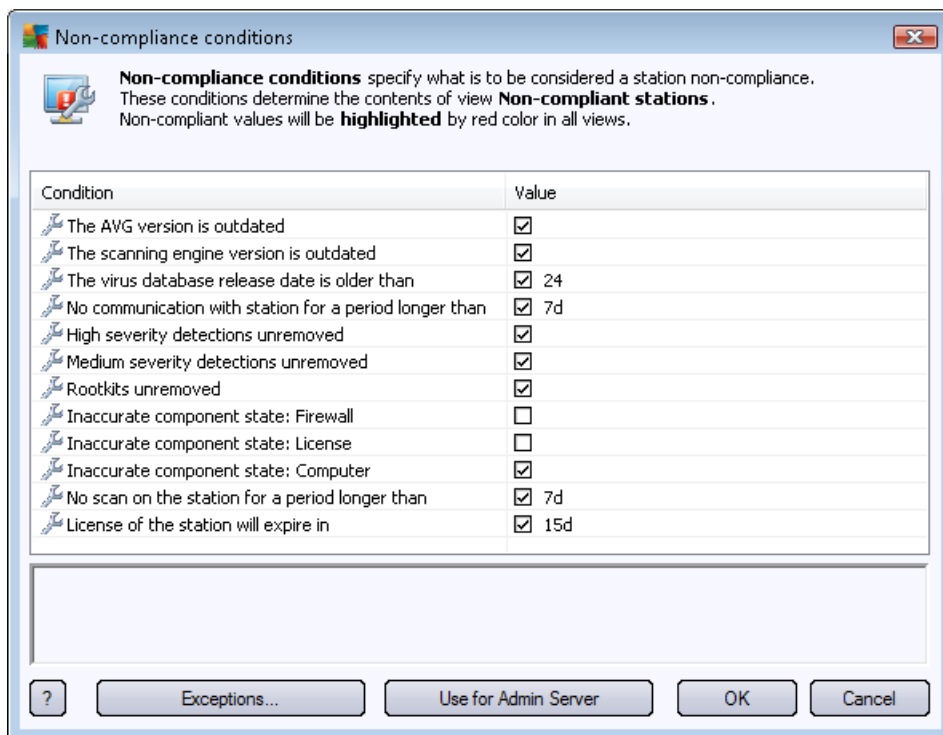 Non-compliance conditions
Non-compliance conditions specify what is to be considered a station non-compliance.
These conditions determine the contents of view Non-compliant stations.
Non-compliant values will be highlighted by red color in all views.
Condition Value
The AVG version is outdated
The scanning engine version is outdated
The virus database release date is older than 24
No communication with station for a period longer than 7d
High severity detections unremoved
Medium severity detections unremoved
Rootkits unremoved
Inaccurate component state: Firewall
Inaccurate component state: License
Inaccurate component state: Computer
No scan on the station for a period longer than 7d
License of the station will expire in 15d
? Exceptions... Use for Admin Server OK Cancel